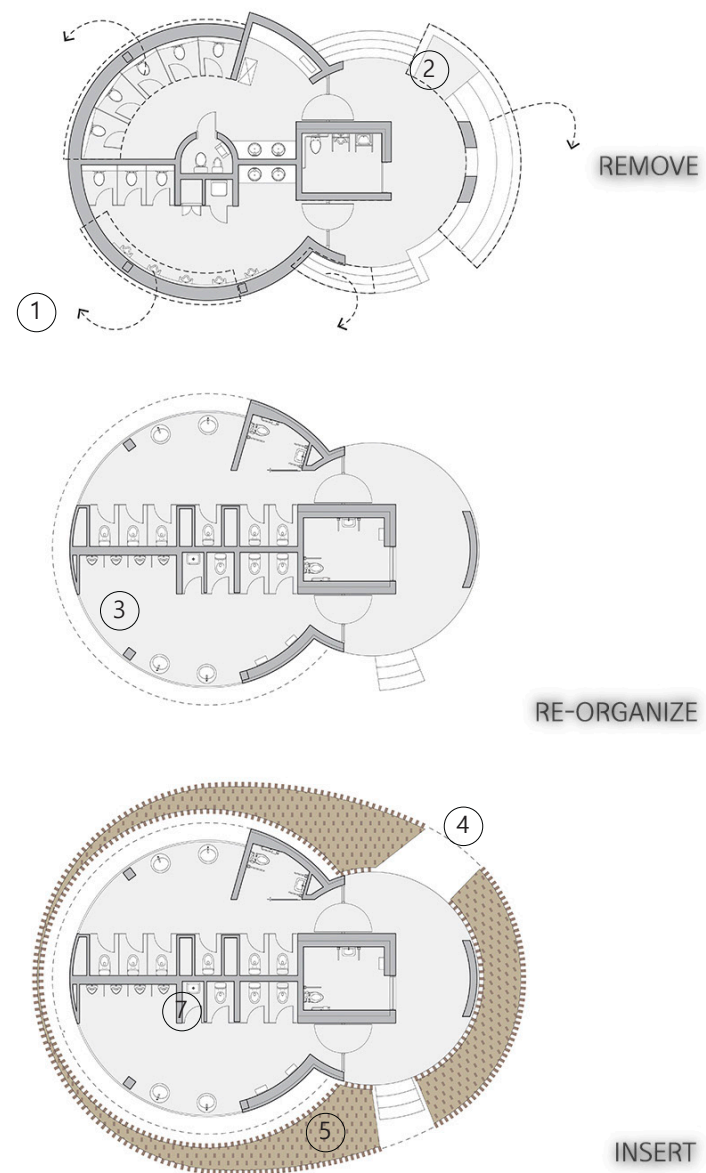 ②
REMOVE
①
③
RE-ORGANIZE
④
⑦
⑤
INSERT